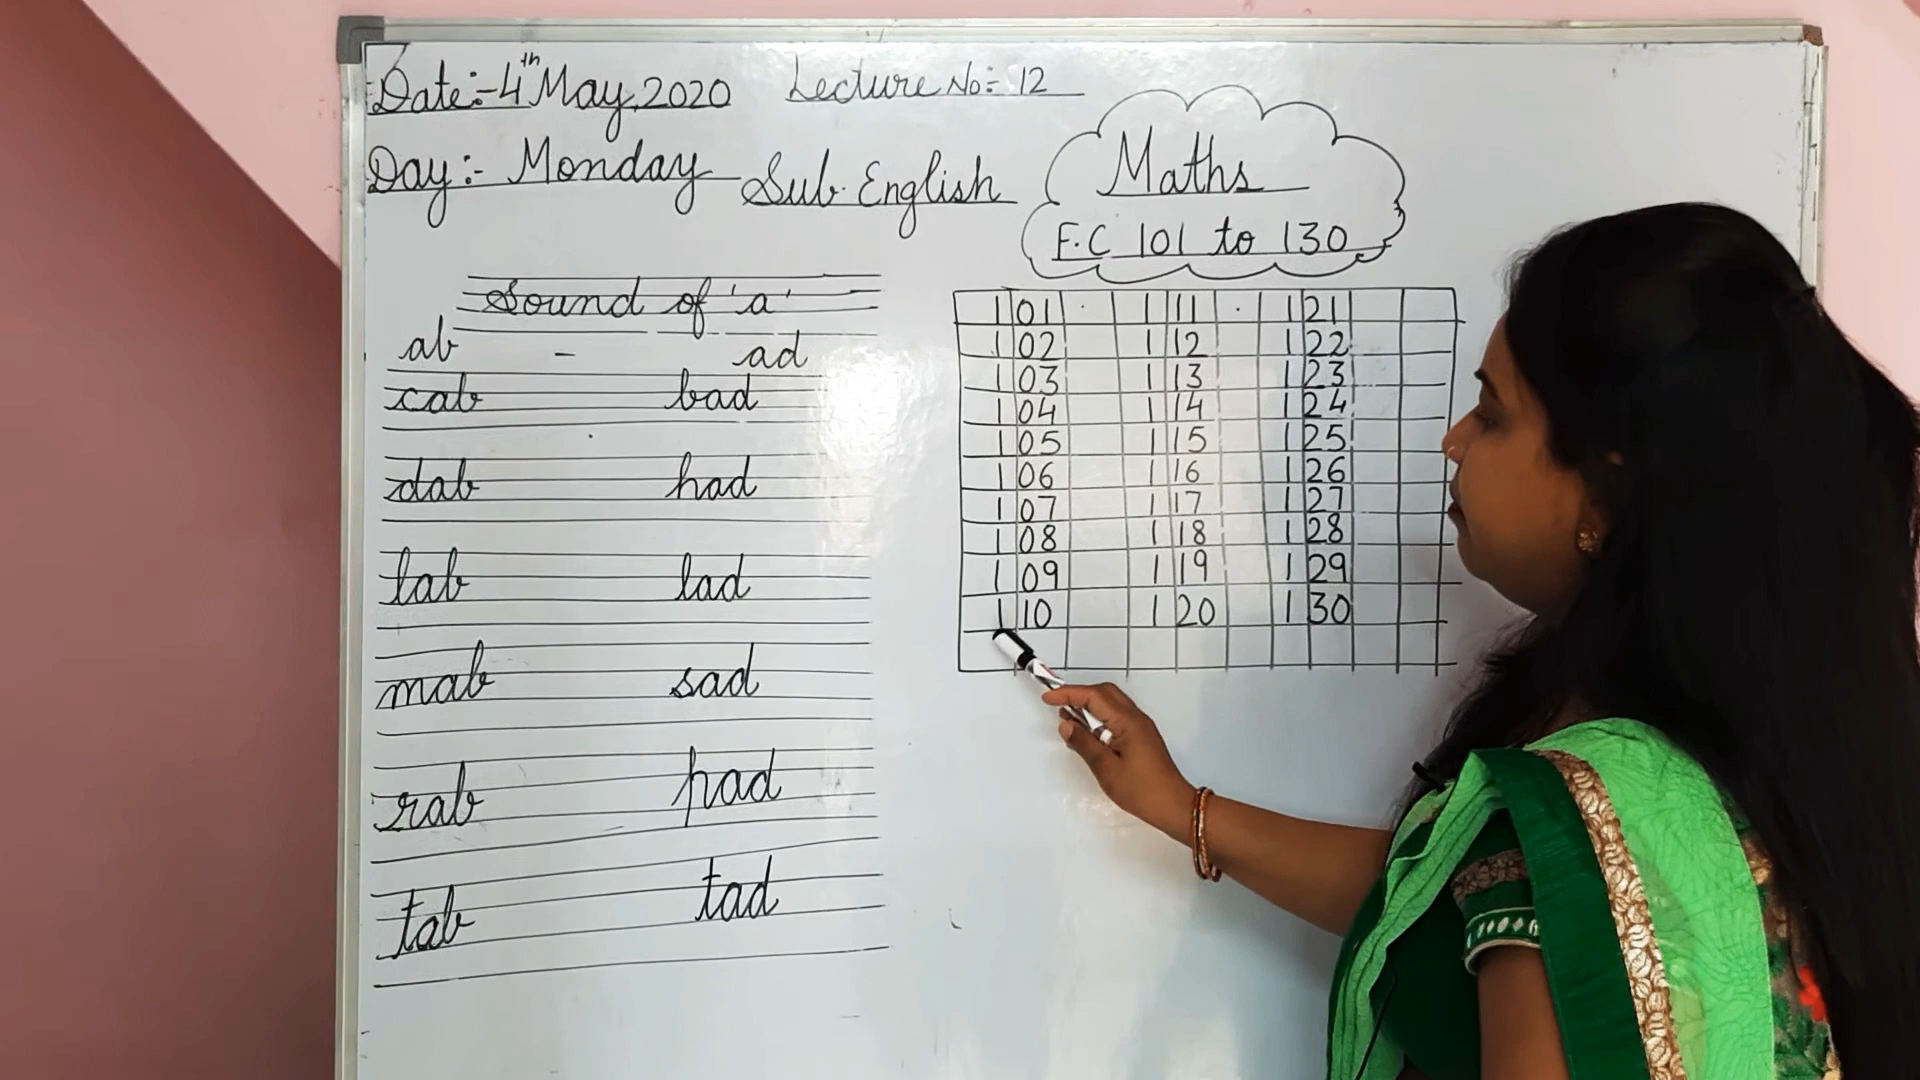 Date:- 4th May, 2020 Lecture No:- 12
Day:- Monday Sub. English
Maths
F.C 101 to 130
Sound of 'a'
ab - ad
cab bad
dab had
lab lad
mab sad
rab pad
tab tad
101 111 121
102 112 122
103 113 123
104 114 124
105 115 125
106 116 126
107 117 127
108 118 128
109 119 129
110 120 130